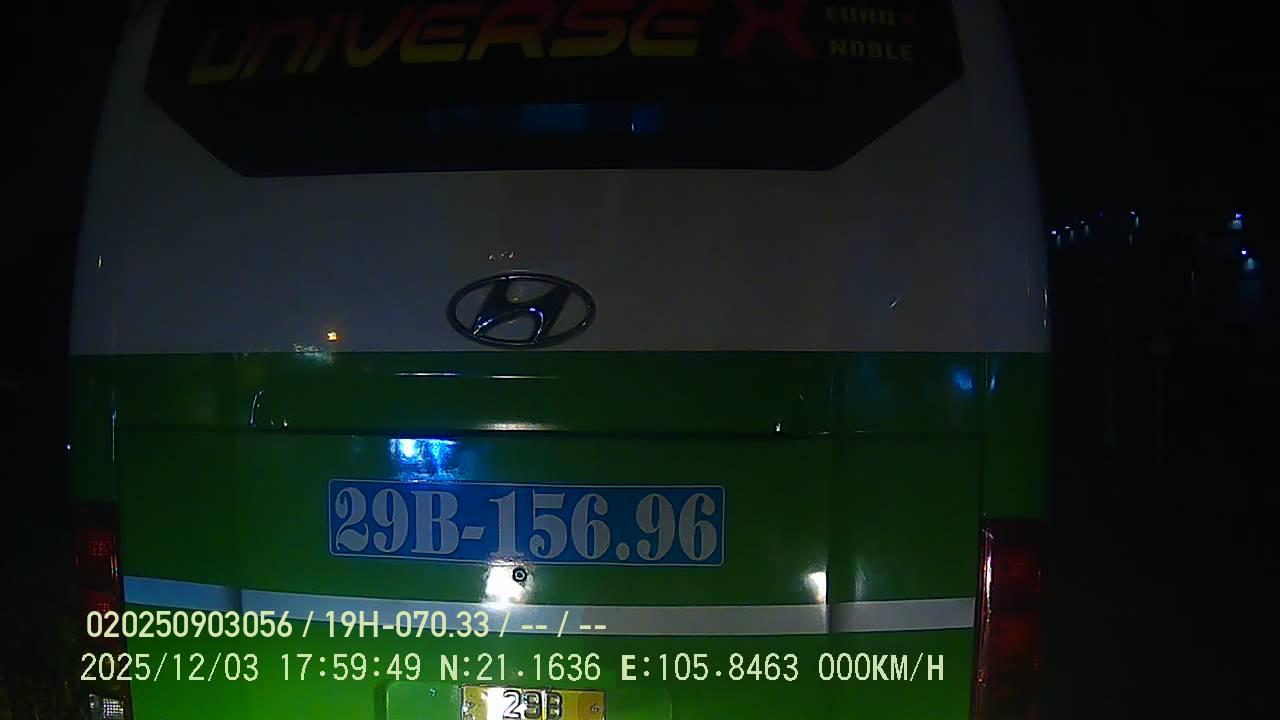 UNIVERSE X
EURO
NOBLE
29B-156.96
020250903056 / 19H-070.33 / -- / --
2025/12/03 17:59:49 N:21.1636 E:105.8463 000KM/H
29B